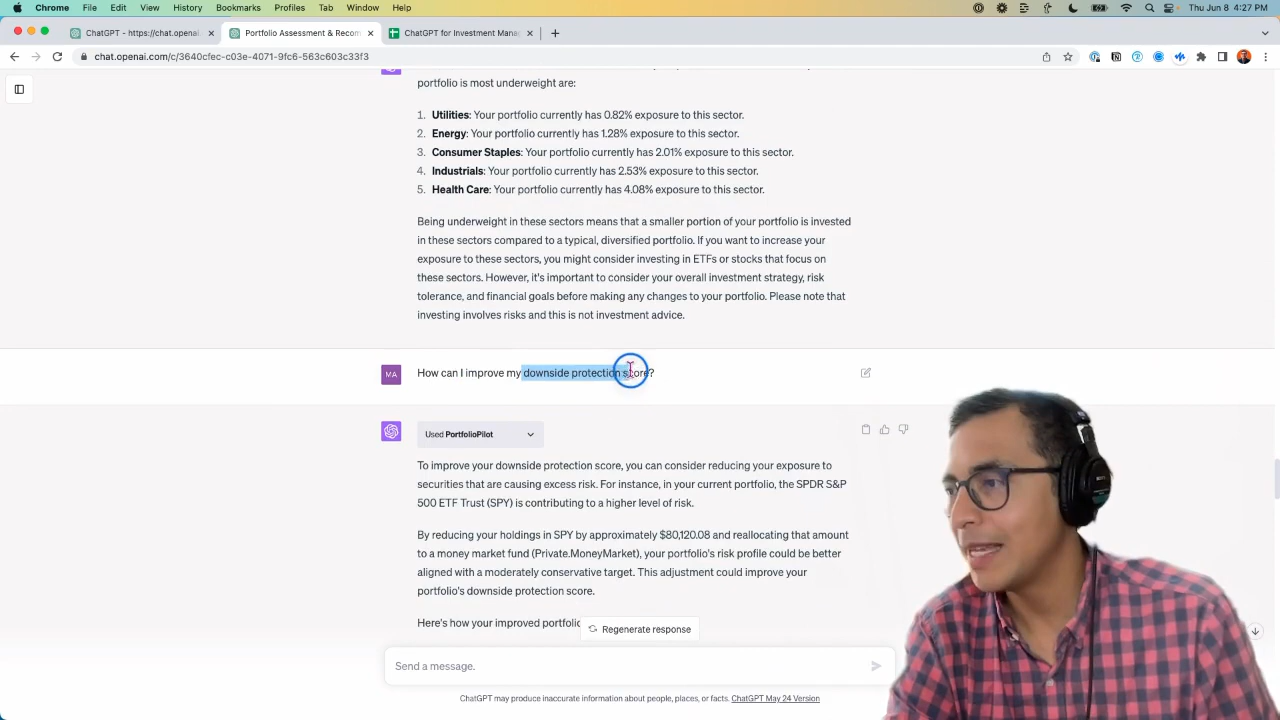 Chrome File Edit View History Bookmarks Profiles Tab Window Help
Thu Jun 8 4:27 PM
ChatGPT - https://chat.openai.
Portfolio Assessment & Recom
ChatGPT for Investment Manag
chat.openai.com/c/3640cfec-c03e-4071-9fc6-563c603c33f3
portfolio is most underweight are:
1. Utilities: Your portfolio currently has 0.82% exposure to this sector.
2. Energy: Your portfolio currently has 1.28% exposure to this sector.
3. Consumer Staples: Your portfolio currently has 2.01% exposure to this sector.
4. Industrials: Your portfolio currently has 2.53% exposure to this sector.
5. Health Care: Your portfolio currently has 4.08% exposure to this sector.
Being underweight in these sectors means that a smaller portion of your portfolio is invested
in these sectors compared to a typical, diversified portfolio. If you want to increase your
exposure to these sectors, you might consider investing in ETFs or stocks that focus on
these sectors. However, it's important to consider your overall investment strategy, risk
tolerance, and financial goals before making any changes to your portfolio. Please note that
investing involves risks and this is not investment advice.
MA
How can I improve my downside protection score?
Used PortfolioPilot
To improve your downside protection score, you can consider reducing your exposure to
securities that are causing excess risk. For instance, in your current portfolio, the SPDR S&P
500 ETF Trust (SPY) is contributing to a higher level of risk.
By reducing your holdings in SPY by approximately $80,120.08 and reallocating that amount
to a money market fund (Private.MoneyMarket), your portfolio's risk profile could be better
aligned with a moderately conservative target. This adjustment could improve your
portfolio's downside protection score.
Here's how your improved portfolio
Regenerate response
Send a message.
ChatGPT may produce inaccurate information about people, places, or facts. ChatGPT May 24 Version